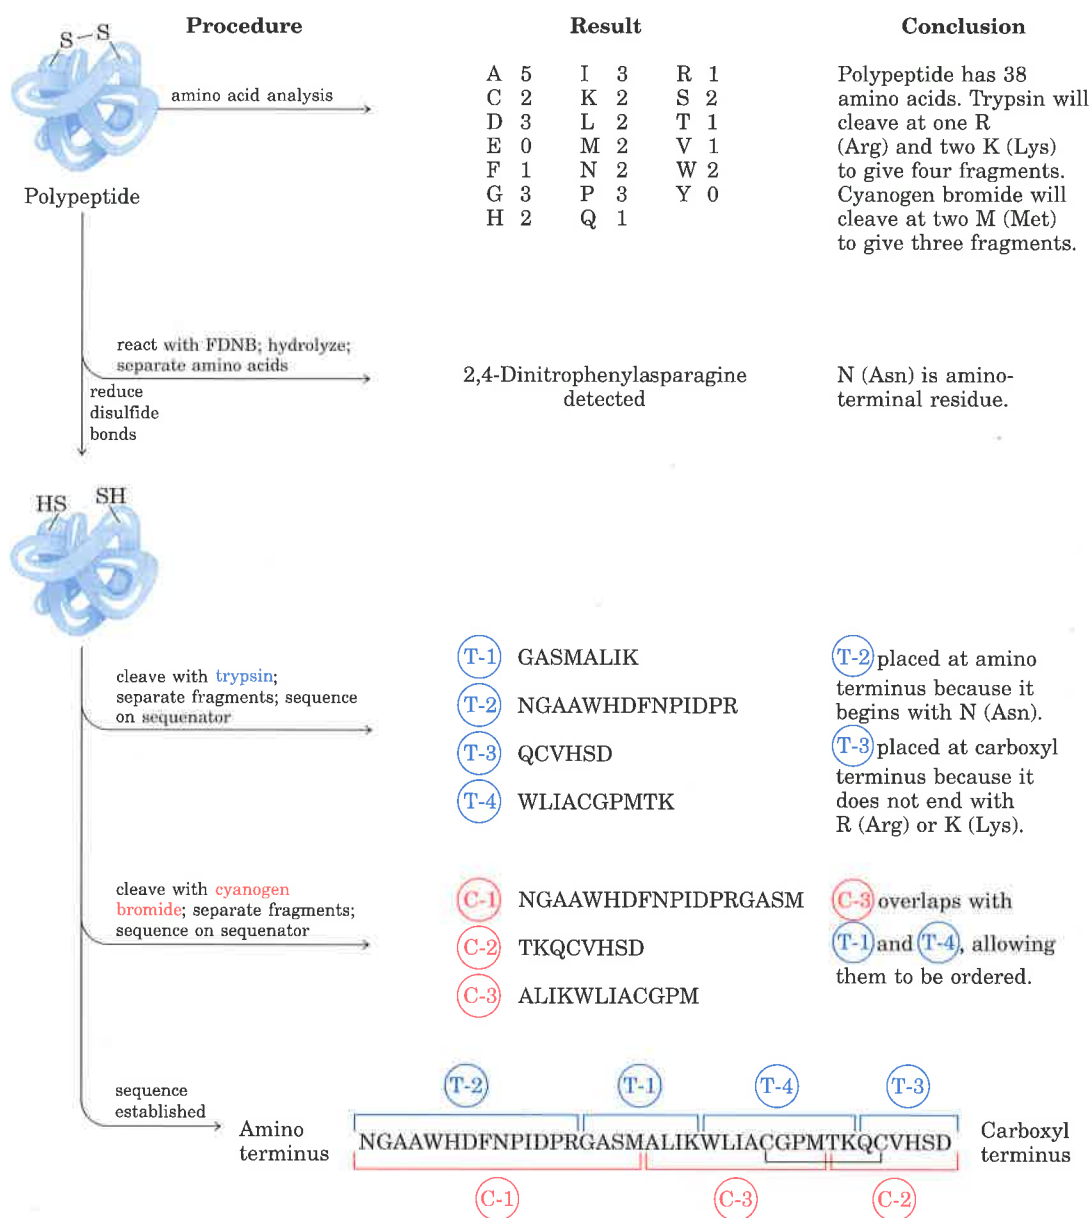 Procedure
Result
Conclusion
S–S
Polypeptide
amino acid analysis
A 5 I 3 R 1
C 2 K 2 S 2
D 3 L 2 T 1
E 0 M 2 V 1
F 1 N 2 W 2
G 3 P 3 Y 0
H 2 Q 1
Polypeptide has 38
amino acids. Trypsin will
cleave at one R
(Arg) and two K (Lys)
to give four fragments.
Cyanogen bromide will
cleave at two M (Met)
to give three fragments.
react with FDNB; hydrolyze;
separate amino acids
2,4-Dinitrophenylasparagine
detected
N (Asn) is amino-
terminal residue.
reduce
disulfide
bonds
HS SH
cleave with trypsin;
separate fragments; sequence
on sequenator
T-1 GASMALIK
T-2 NGAAWHDFNPIDPR
T-3 QCVHSD
T-4 WLIACGPMTK
T-2 placed at amino
terminus because it
begins with N (Asn).
T-3 placed at carboxyl
terminus because it
does not end with
R (Arg) or K (Lys).
cleave with cyanogen
bromide; separate fragments;
sequence on sequenator
C-1 NGAAWHDFNPIDPRGASM
C-2 TKQCVHSD
C-3 ALIKWLIACGPM
C-3 overlaps with
T-1 and T-4, allowing
them to be ordered.
sequence
established
Amino
terminus
T-2 T-1 T-4 T-3
NGAAWHDFNPIDPRGASMALIKWLIACGPMTKQCVHSD
C-1 C-3 C-2
Carboxyl
terminus